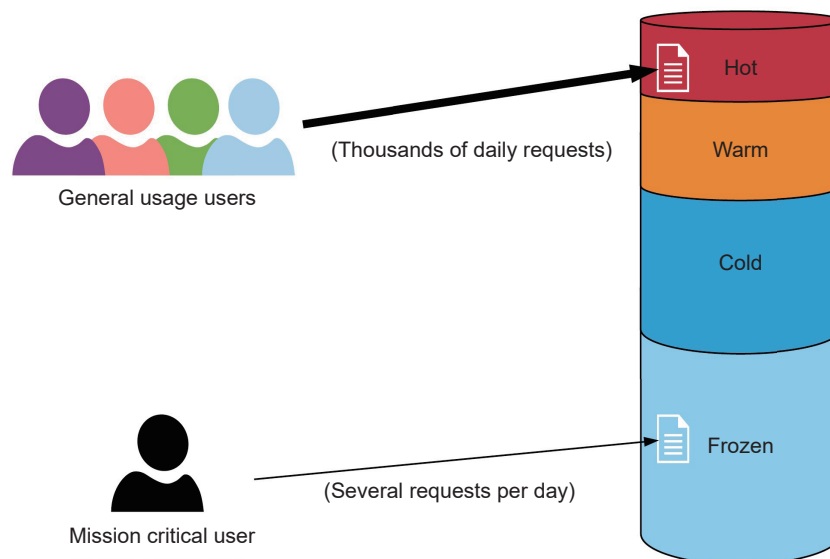 Hot
(Thousands of daily requests)
Warm
General usage users
Cold
Frozen
(Several requests per day)
Mission critical user